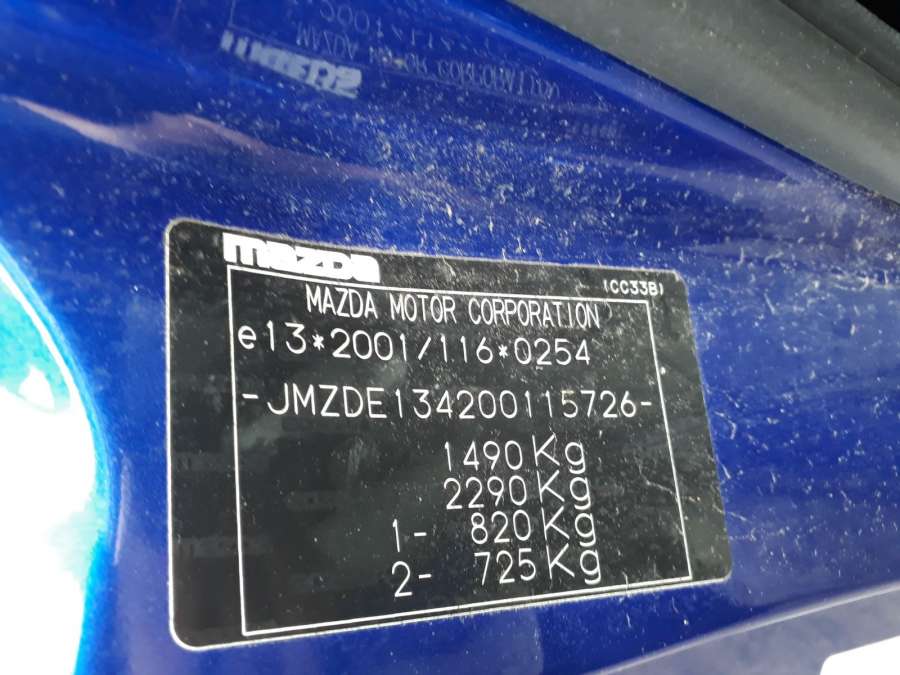 mazda
(CC33B)
MAZDA MOTOR CORPORATION
e13*2001/116*0254
-JMZDE134200115726-
1490 Kg
2290 Kg
1- 820 Kg
2- 725 Kg